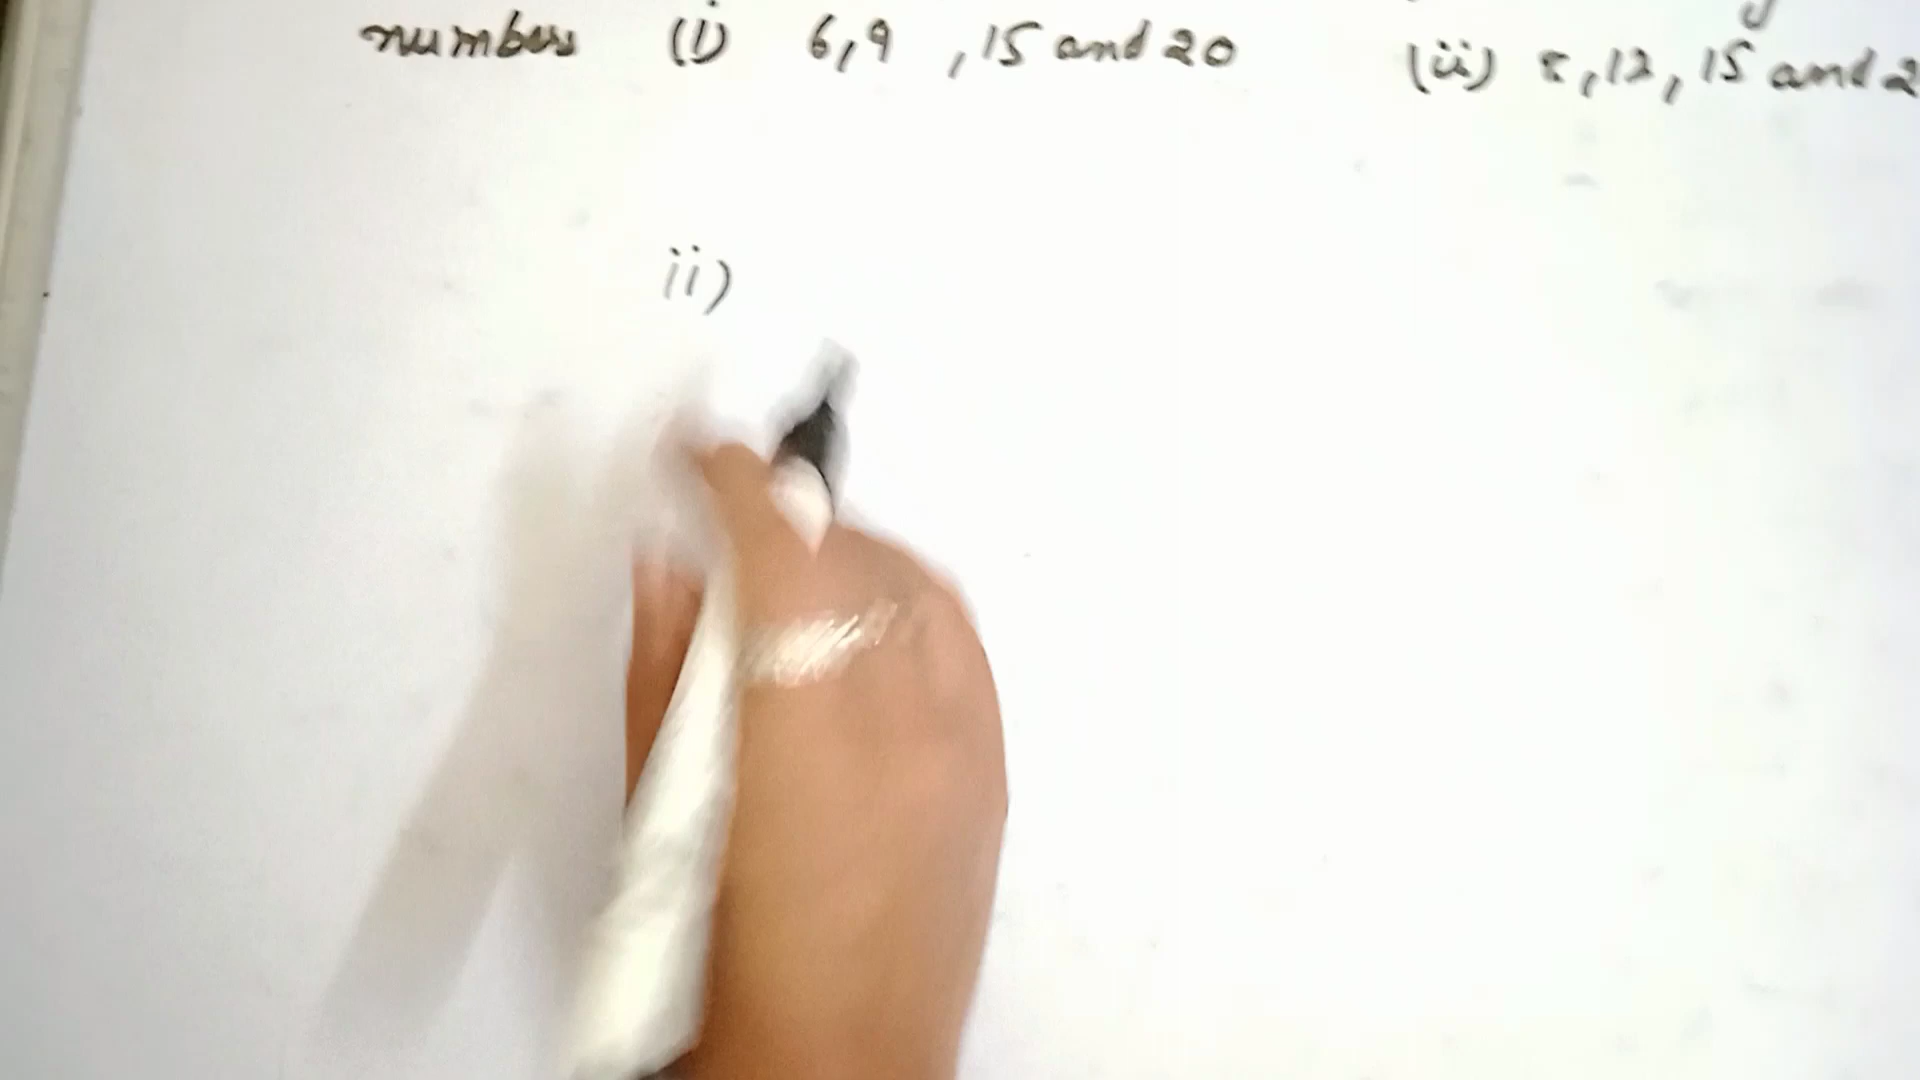 numbers (i) 6,9 ,15 and 20 (ii) 8,12, 15 and 2
ii)